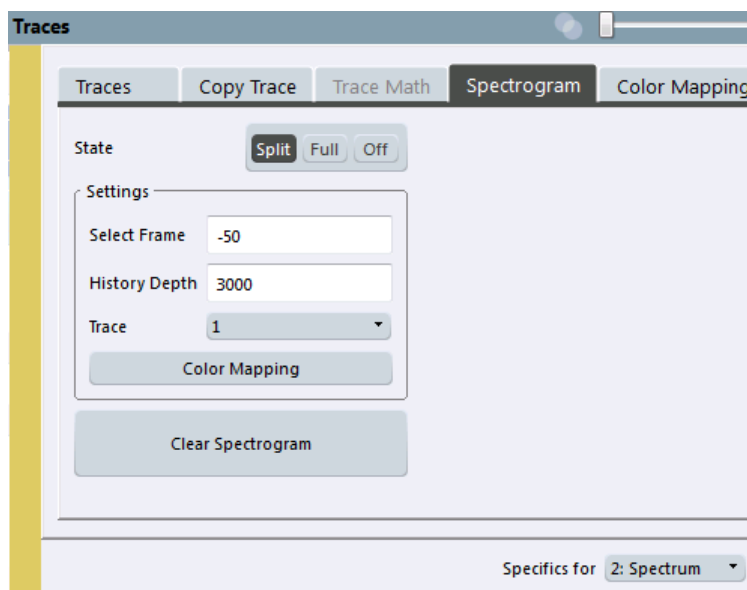 Traces
Traces Copy Trace Trace Math Spectrogram Color Mapping
State Split Full Off
Settings
Select Frame -50
History Depth 3000
Trace 1
Color Mapping
Clear Spectrogram
Specifics for 2: Spectrum